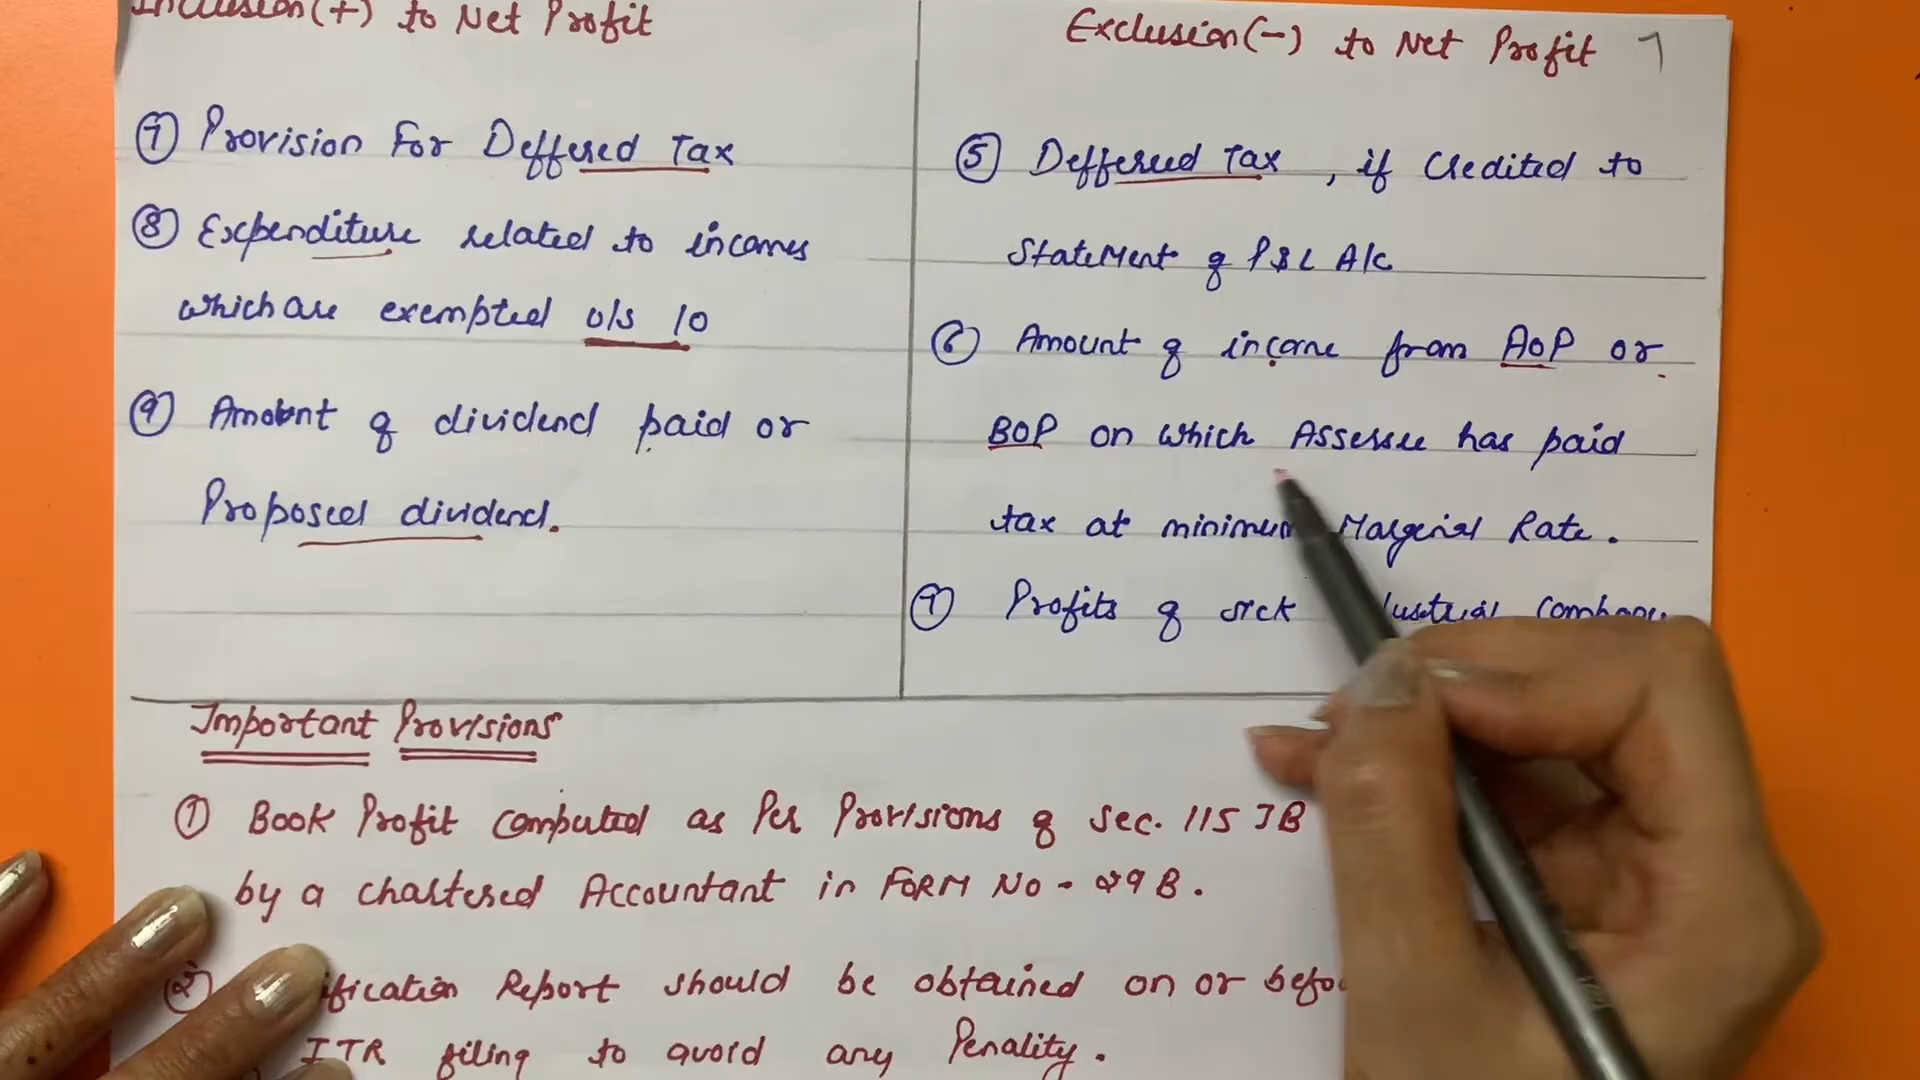 Inclusion(+) to Net Profit
⑦ Provision For Deffered Tax
⑧ Expenditure related to incomes
which are exempted u/s 10
⑨ Amount of dividend paid or
Proposed dividend.
Exclusion(-) to Net Profit
⑤ Deffered Tax, if Credited to
Statement of P&L A/c
⑥ Amount of income from AOP or
BOP on which Assessee has paid
tax at minimum Marginal Rate.
⑦ Profits of sick
Important Provisions
① Book Profit computed as Per Provisions of Sec. 115 JB
by a Chartered Accountant in FORM NO - 29B.
② Report should be obtained on or
ITR filing to avoid any Penality.